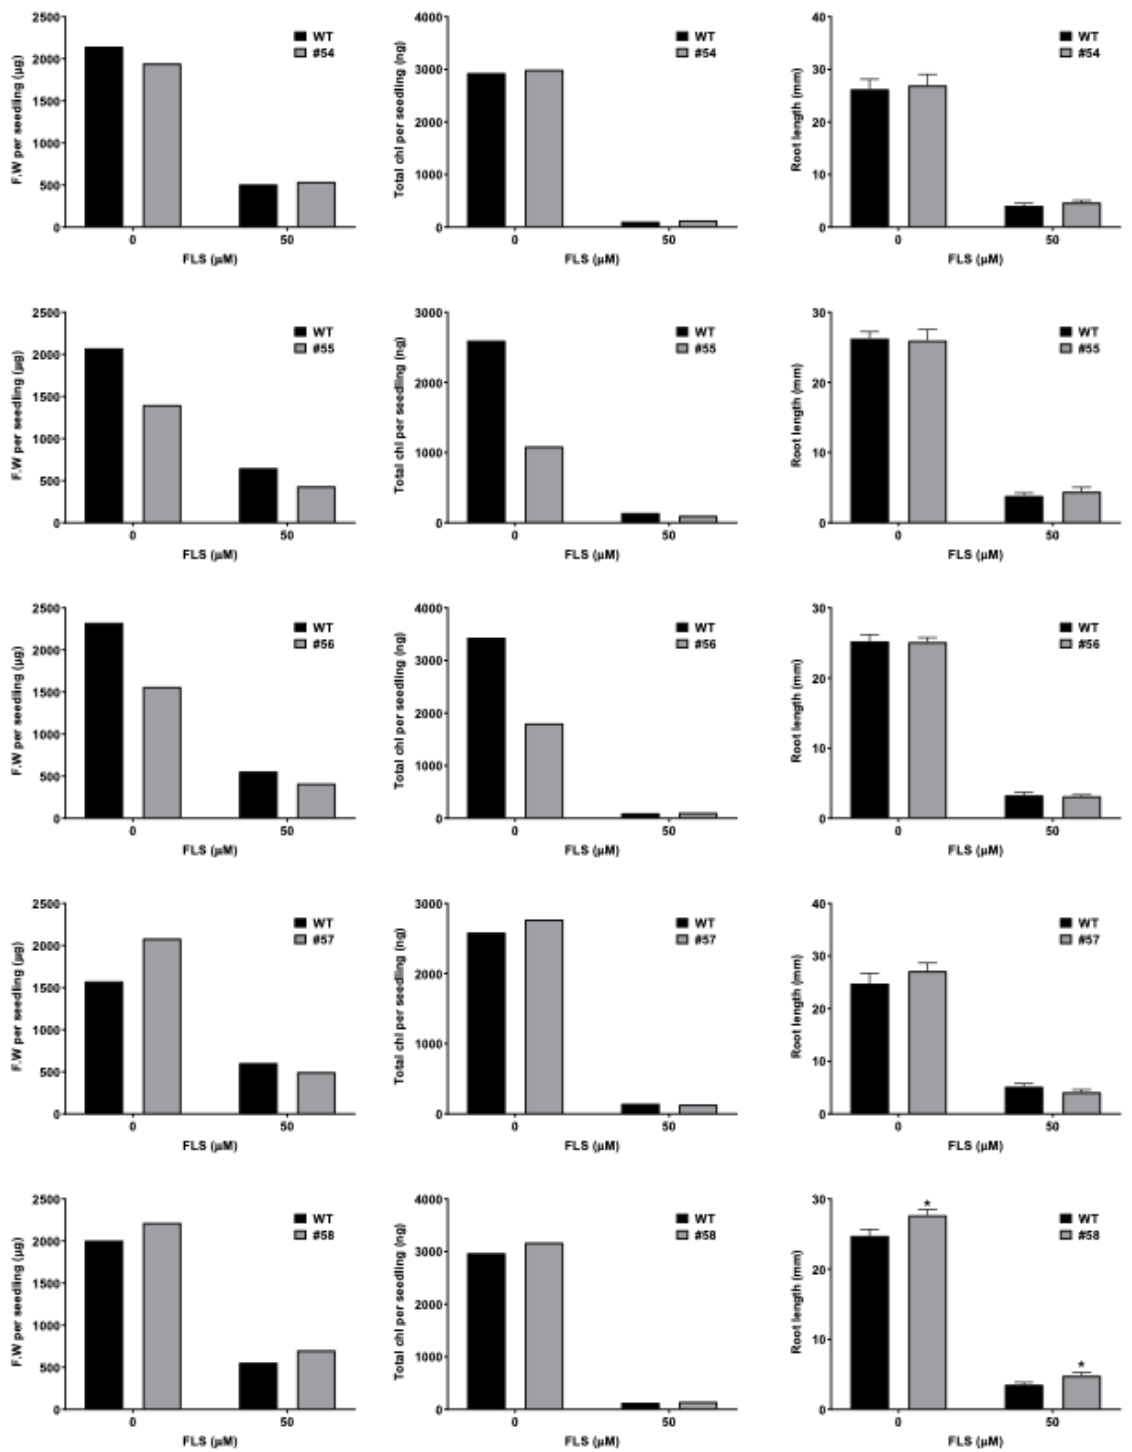 F.W per seedling (µg)
2500
2000
1500
1000
500
0
0
50
FLS (µM)
WT
#54
Total chl per seedling (ng)
4000
3000
2000
1000
0
0
50
FLS (µM)
WT
#54
Root length (mm)
40
30
20
10
0
0
50
FLS (µM)
WT
#54
F.W per seedling (µg)
2500
2000
1500
1000
500
0
0
50
FLS (µM)
WT
#55
Total chl per seedling (ng)
3000
2000
1000
0
0
50
FLS (µM)
WT
#55
Root length (mm)
30
20
10
0
0
50
FLS (µM)
WT
#55
F.W per seedling (µg)
2500
2000
1500
1000
500
0
0
50
FLS (µM)
WT
#56
Total chl per seedling (ng)
4000
3000
2000
1000
0
0
50
FLS (µM)
WT
#56
Root length (mm)
30
20
10
0
0
50
FLS (µM)
WT
#56
F.W per seedling (µg)
2500
2000
1500
1000
500
0
0
50
FLS (µM)
WT
#57
Total chl per seedling (ng)
3000
2000
1000
0
0
50
FLS (µM)
WT
#57
Root length (mm)
40
30
20
10
0
0
50
FLS (µM)
WT
#57
F.W per seedling (µg)
2500
2000
1500
1000
500
0
0
50
FLS (µM)
WT
#58
Total chl per seedling (ng)
4000
3000
2000
1000
0
0
50
FLS (µM)
WT
#58
Root length (mm)
30
20
10
0
*
*
0
50
FLS (µM)
WT
#58